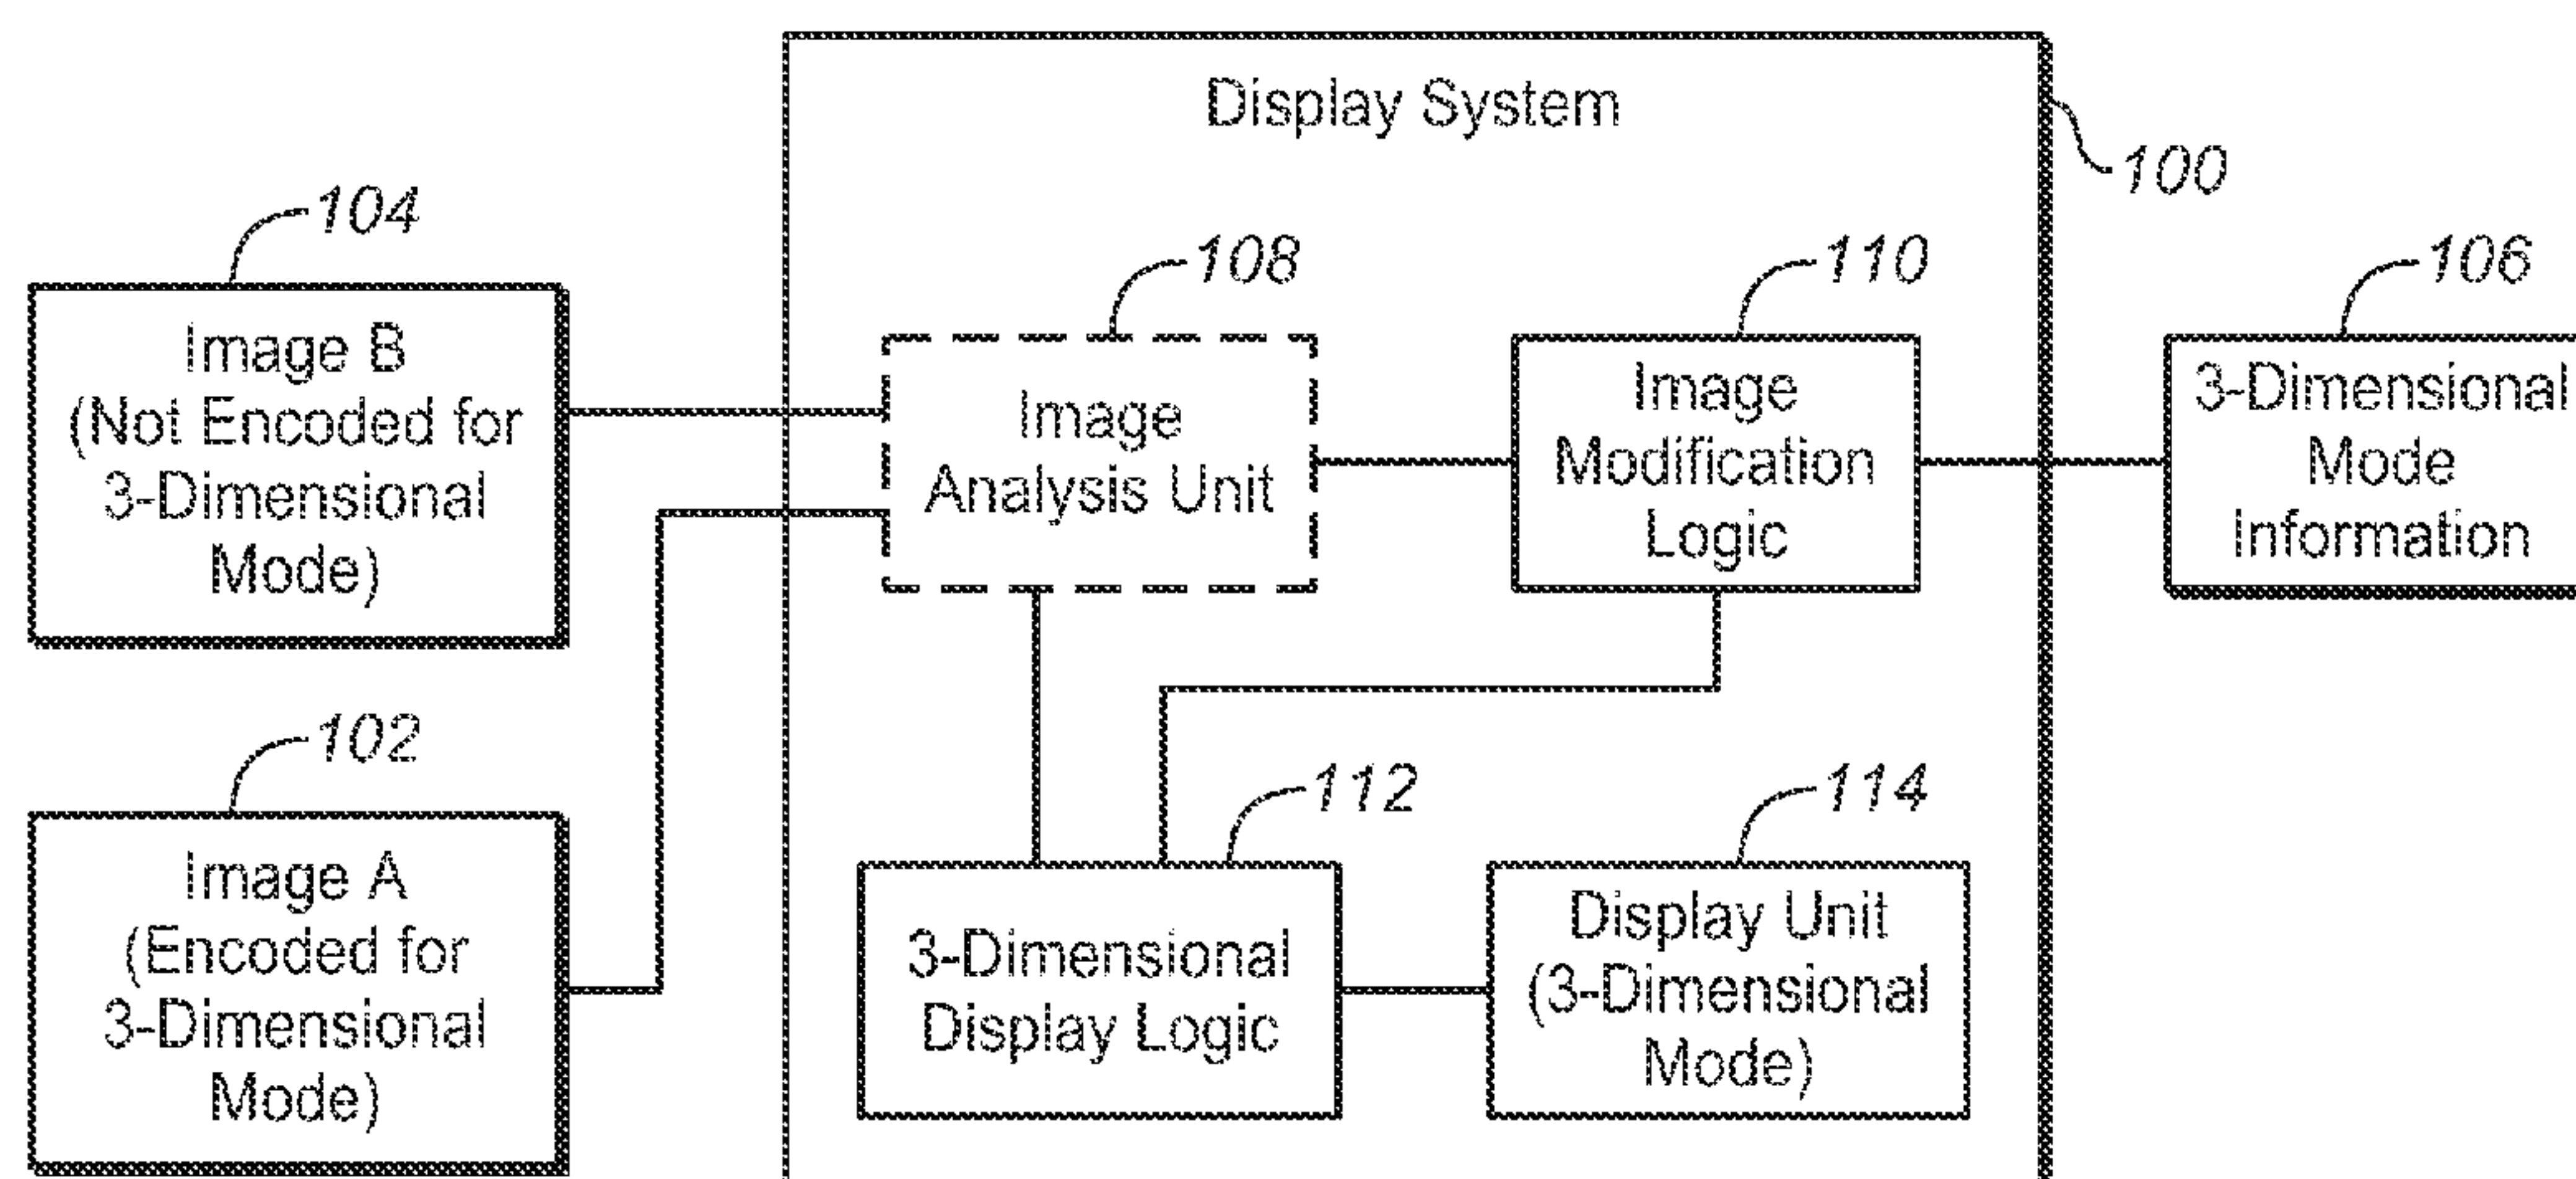 Display System
100
104
Image B
(Not Encoded for
3-Dimensional
Mode)
108
Image
Analysis Unit
110
Image
Modification
Logic
106
3-Dimensional
Mode
Information
102
Image A
(Encoded for
3-Dimensional
Mode)
112
3-Dimensional
Display Logic
114
Display Unit
(3-Dimensional
Mode)